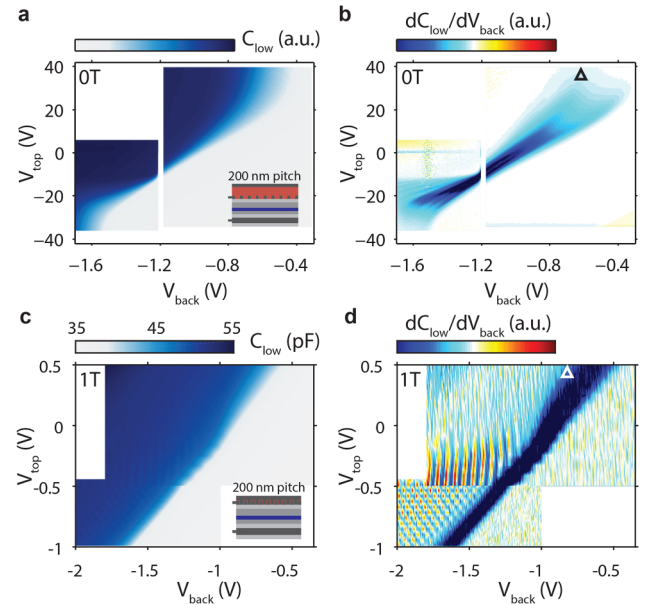 a
C_low (a.u.)
0T
40
20
0
−20
−40
V_top (V)
200 nm pitch
−1.6
−1.2
−0.8
−0.4
V_back (V)
b
dC_low/dV_back (a.u.)
0T
40
20
0
−20
−40
V_top (V)
−1.6
−1.2
−0.8
−0.4
V_back (V)
c
35
45
55
C_low (pF)
1T
0.5
0
-0.5
-1
V_top (V)
200 nm pitch
-2
-1.5
-1
-0.5
V_back (V)
d
dC_low/dV_back (a.u.)
1T
0.5
0
-0.5
-1
V_top (V)
-2
-1.5
-1
-0.5
V_back (V)